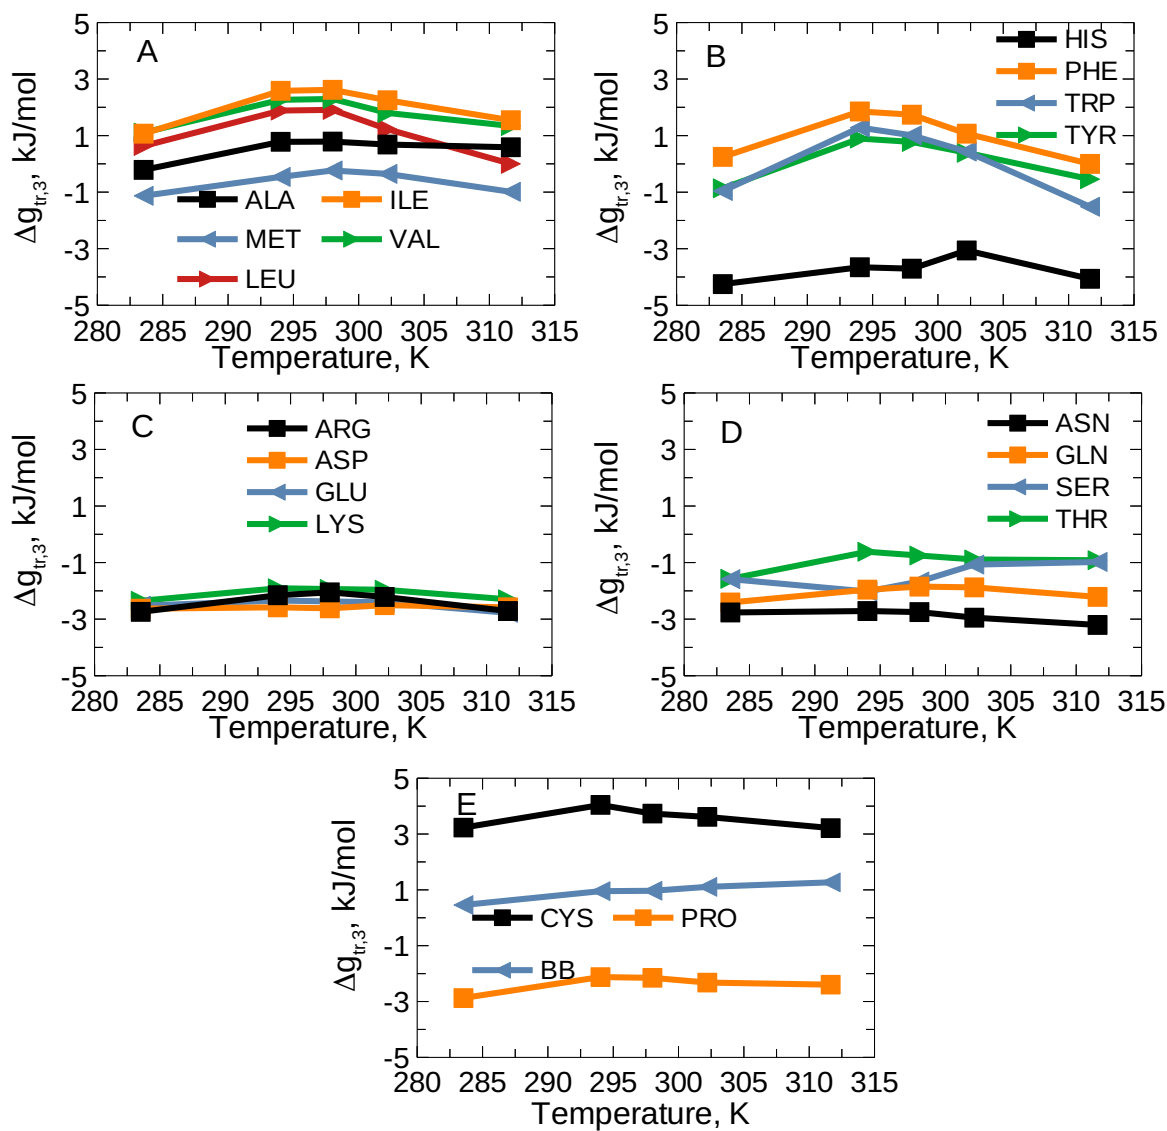 A
5
3
1
-1
-3
-5
Δg_tr,3, kJ/mol
ALA
ILE
MET
VAL
LEU
280 285 290 295 300 305 310 315
Temperature, K
B
5
3
1
-1
-3
-5
Δg_tr,3, kJ/mol
HIS
PHE
TRP
TYR
280 285 290 295 300 305 310 315
Temperature, K
C
5
3
1
-1
-3
-5
Δg_tr,3, kJ/mol
ARG
ASP
GLU
LYS
280 285 290 295 300 305 310 315
Temperature, K
D
5
3
1
-1
-3
-5
Δg_tr,3, kJ/mol
ASN
GLN
SER
THR
280 285 290 295 300 305 310 315
Temperature, K
E
5
3
1
-1
-3
-5
Δg_tr,3, kJ/mol
CYS
PRO
BB
280 285 290 295 300 305 310 315
Temperature, K